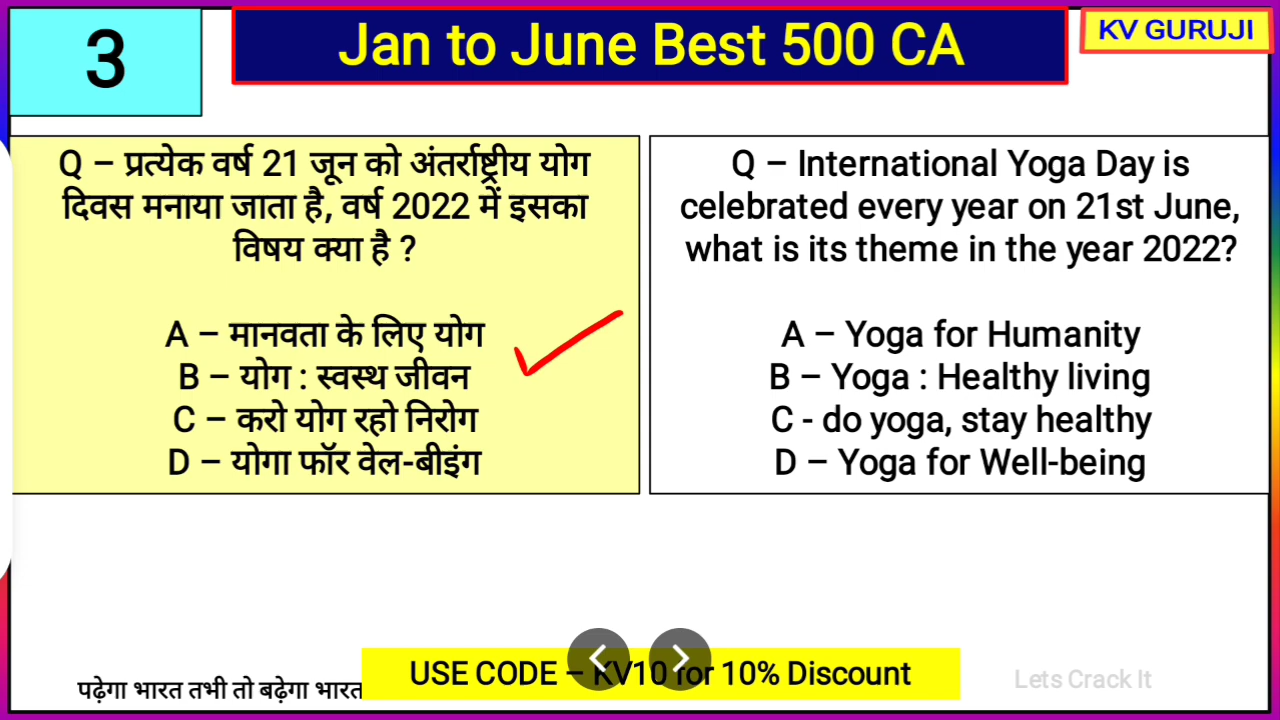 3
Jan to June Best 500 CA
KV GURUJI
Q – प्रत्येक वर्ष 21 जून को अंतर्राष्ट्रीय योग
दिवस मनाया जाता है, वर्ष 2022 में इसका
विषय क्या है ?
A – मानवता के लिए योग
B – योग : स्वस्थ जीवन
C – करो योग रहो निरोग
D – योगा फॉर वेल-बीइंग
Q – International Yoga Day is
celebrated every year on 21st June,
what is its theme in the year 2022?
A – Yoga for Humanity
B – Yoga : Healthy living
C - do yoga, stay healthy
D – Yoga for Well-being
पढ़ेगा भारत तभी तो बढ़ेगा भारत
USE CODE – KV10 for 10% Discount
Lets Crack It